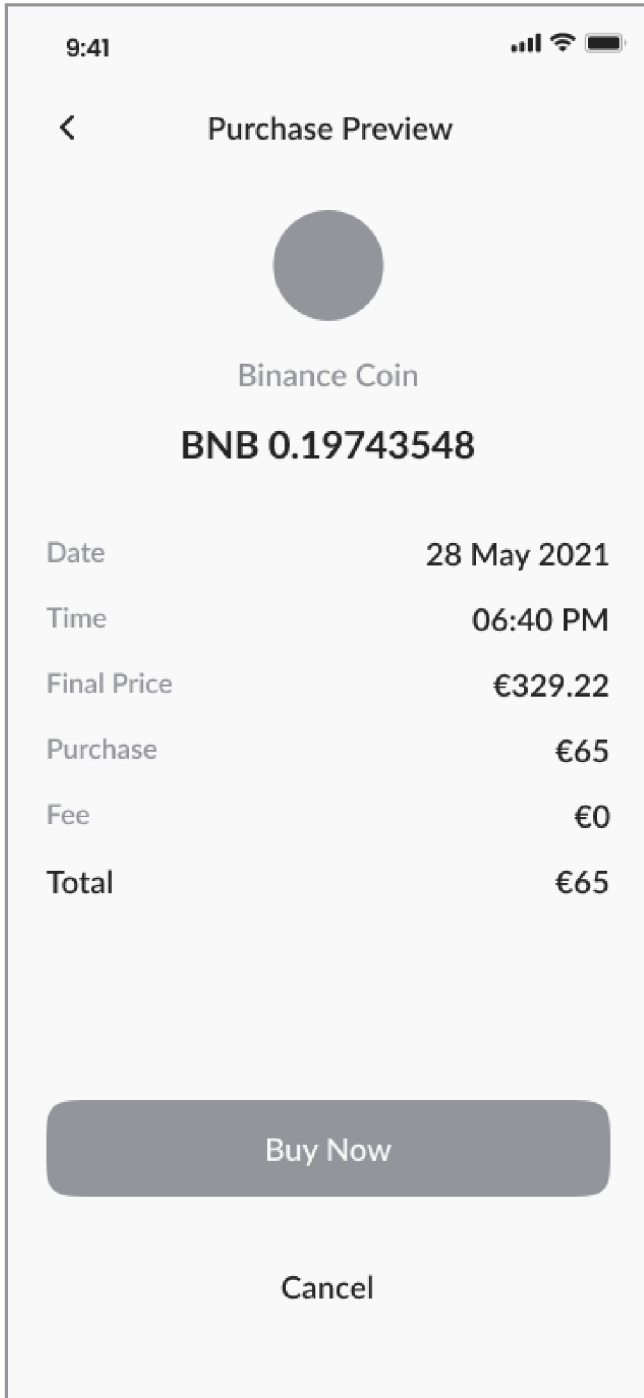 9:41
Purchase Preview
Binance Coin
BNB 0.19743548
Date 28 May 2021
Time 06:40 PM
Final Price €329.22
Purchase €65
Fee €0
Total €65
Buy Now
Cancel